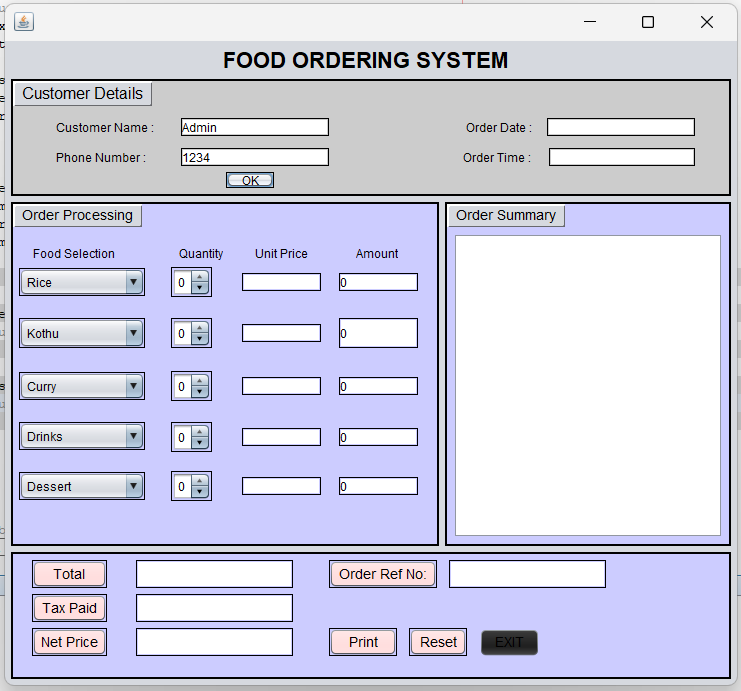 FOOD ORDERING SYSTEM
Customer Details
Customer Name : Admin Order Date :
Phone Number : 1234 Order Time :
OK
Order Processing Order Summary
Food Selection Quantity Unit Price Amount
Rice 0 0
Kothu 0 0
Curry 0 0
Drinks 0 0
Dessert 0 0
Total Order Ref No:
Tax Paid
Net Price Print Reset EXIT